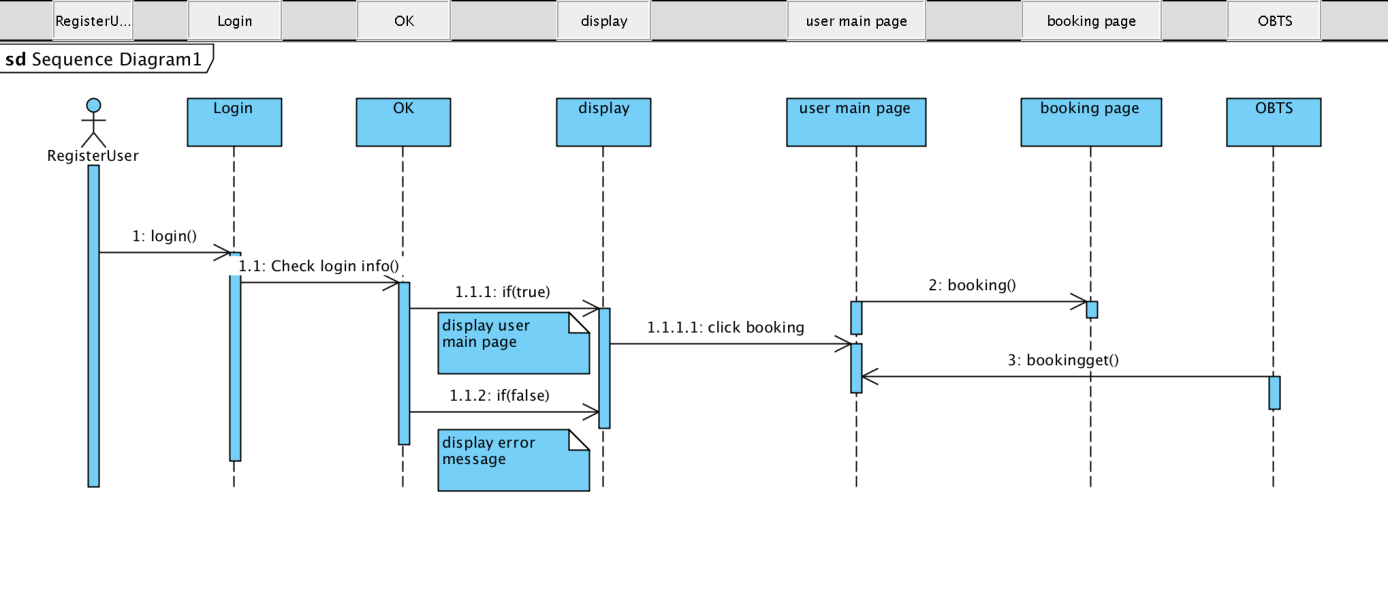 RegisterU...
Login
OK
display
user main page
booking page
OBTS
sd Sequence Diagram1
Login
OK
display
user main page
booking page
OBTS
RegisterUser
1: login()
1.1: Check login info()
1.1.1: if(true)
2: booking()
display user
main page
1.1.1.1: click booking
3: bookingget()
1.1.2: if(false)
display error
message